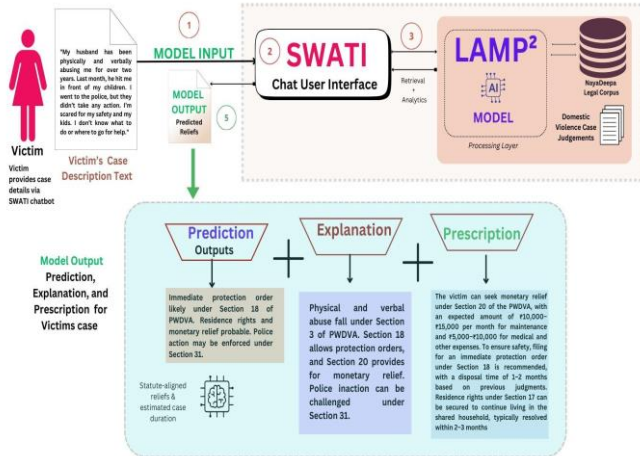 1
MODEL INPUT
2
SWATI
Chat User Interface
3
Retrieval
+
Analytics
LAMP²
AI
MODEL
Processing Layer
NayaDeepa
Legal Corpus
Domestic
Violence Case
Judgements
"My husband has been
physically and verbally
abusing me for over two
years. Last month, he hit me
in front of my children. I
went to the police, but they
didn't take any action. I'm
scared for my safety and my
kids. I don't know what to
do or where to go for help."
MODEL
OUTPUT
Predicted
Reliefs
5
Victim
Victim
provides case
details via
SWATI chatbot
Victim's Case
Description Text
Model Output
Prediction,
Explanation, and
Prescription for
Victims case
Prediction
Outputs
Immediate protection order
likely under Section 18 of
PWDVA. Residence rights and
monetary relief probable. Police
action may be enforced under
Section 31.
Statute-aligned
reliefs &
estimated case
duration
+
Explanation
Physical and verbal
abuse fall under Section
3 of PWDVA. Section 18
allows protection orders,
and Section 20 provides
for monetary relief.
Police inaction can be
challenged under
Section 31.
+
Prescription
The victim can seek monetary relief
under Section 20 of the PWDVA, with
an expected amount of ₹10,000–
₹15,000 per month for maintenance
and ₹5,000–₹10,000 for medical and
other expenses. To ensure safety, filing
for an immediate protection order
under Section 18 is recommended,
with a disposal time of 1–2 months
based on previous judgments.
Residence rights under Section 17 can
be secured to continue living in the
shared household, typically resolved
within 2–3 months